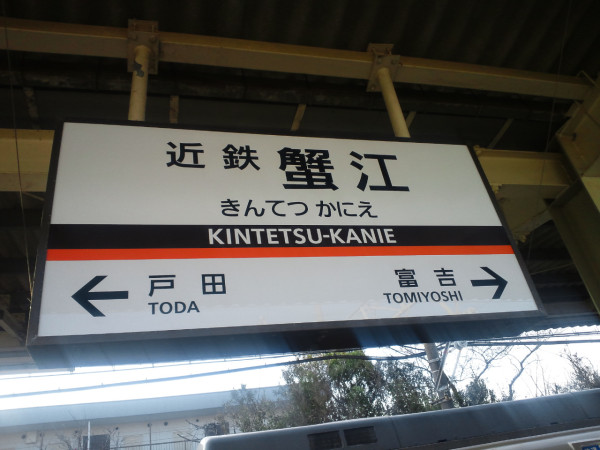 近鉄 蟹江
きんてつ かにえ
KINTETSU-KANIE
← 戸田 富吉 →
TODA TOMIYOSHI